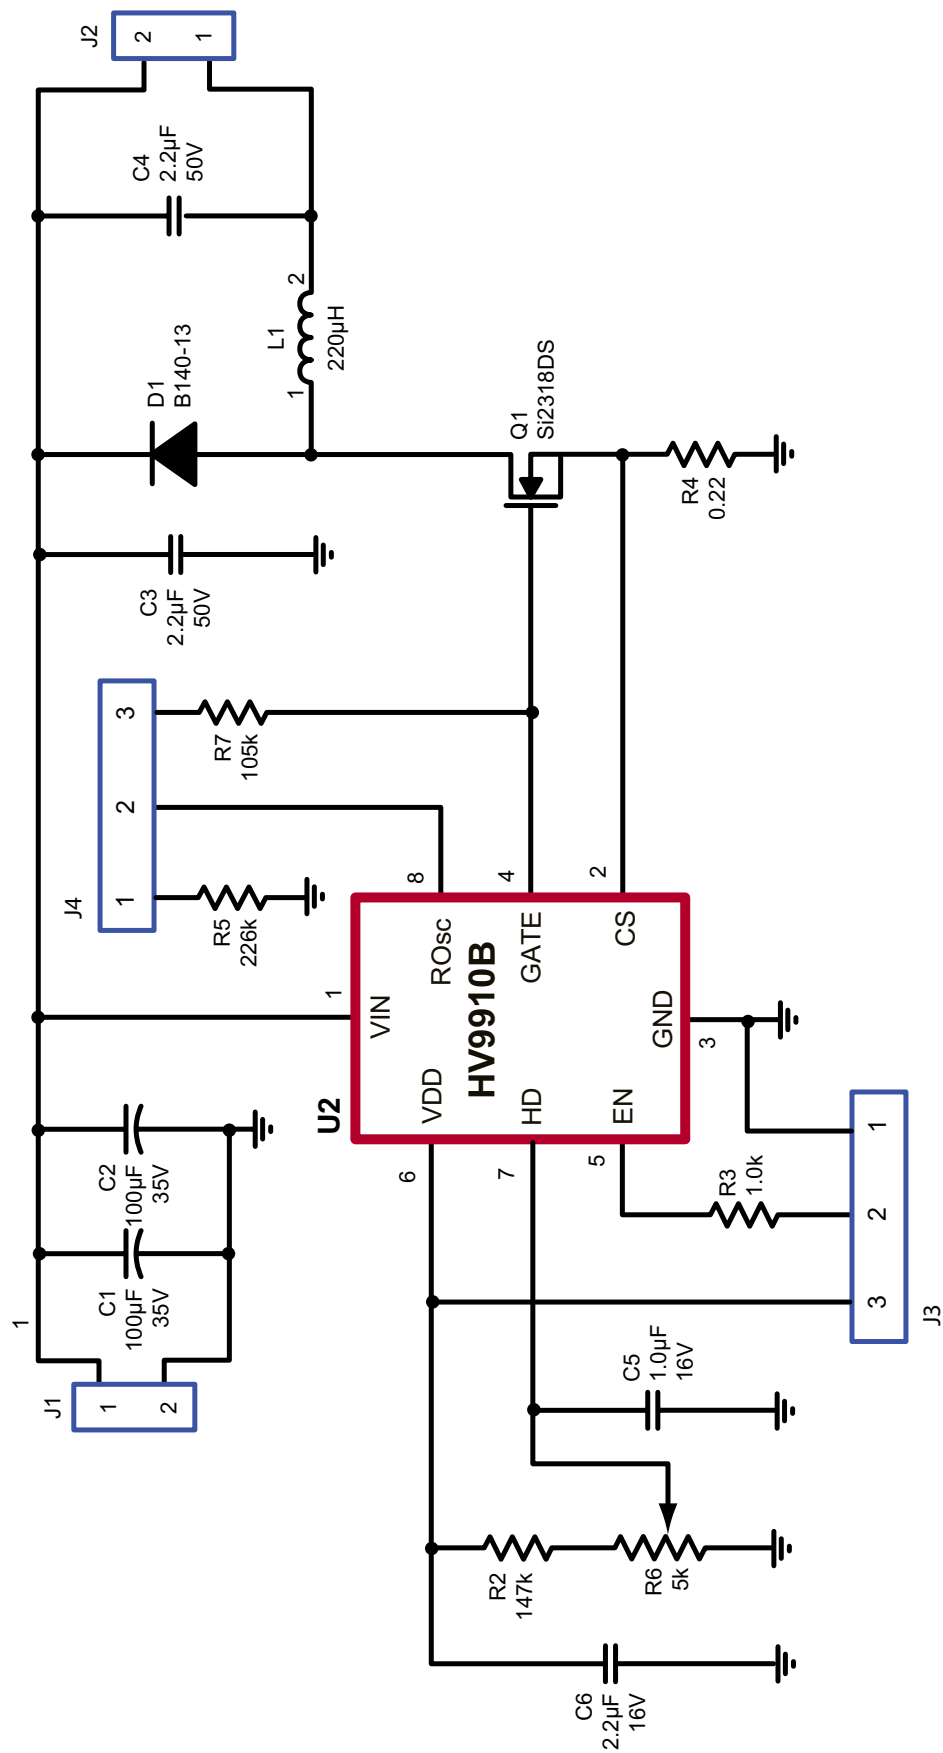 J1
1
2
1
C1
100µF
35V
C2
100µF
35V
J4
1
2
3
R5
226k
R7
105k
C3
2.2µF
50V
D1
B140-13
C4
2.2µF
50V
J2
2
1
L1
1
2
220µH
Q1
Si2318DS
R4
0.22
U2
HV9910B
1
VIN
VDD
6
ROsc
8
HD
7
GATE
4
EN
5
CS
2
GND
3
C6
2.2µF
16V
R2
147k
R6
5k
C5
1.0µF
16V
R3
1.0k
3
2
1
J3